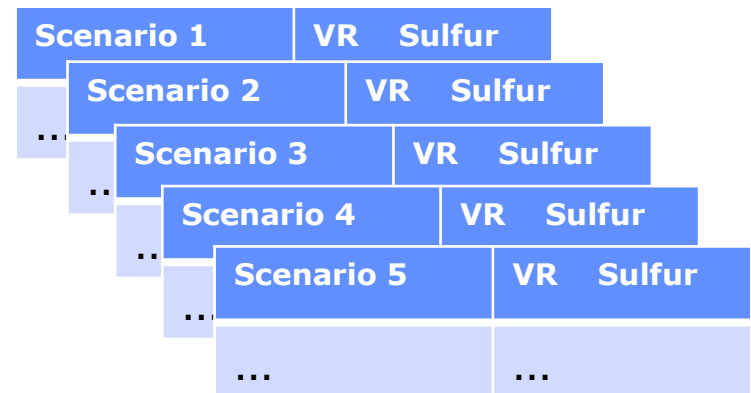 Scenario 1 VR Sulfur
...
Scenario 2 VR Sulfur
...
Scenario 3 VR Sulfur
...
Scenario 4 VR Sulfur
...
Scenario 5 VR Sulfur
... ...